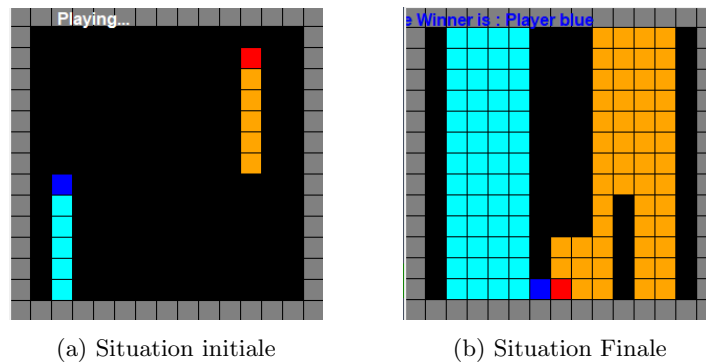 Playing...
e Winner is : Player blue
(a) Situation initiale
(b) Situation Finale